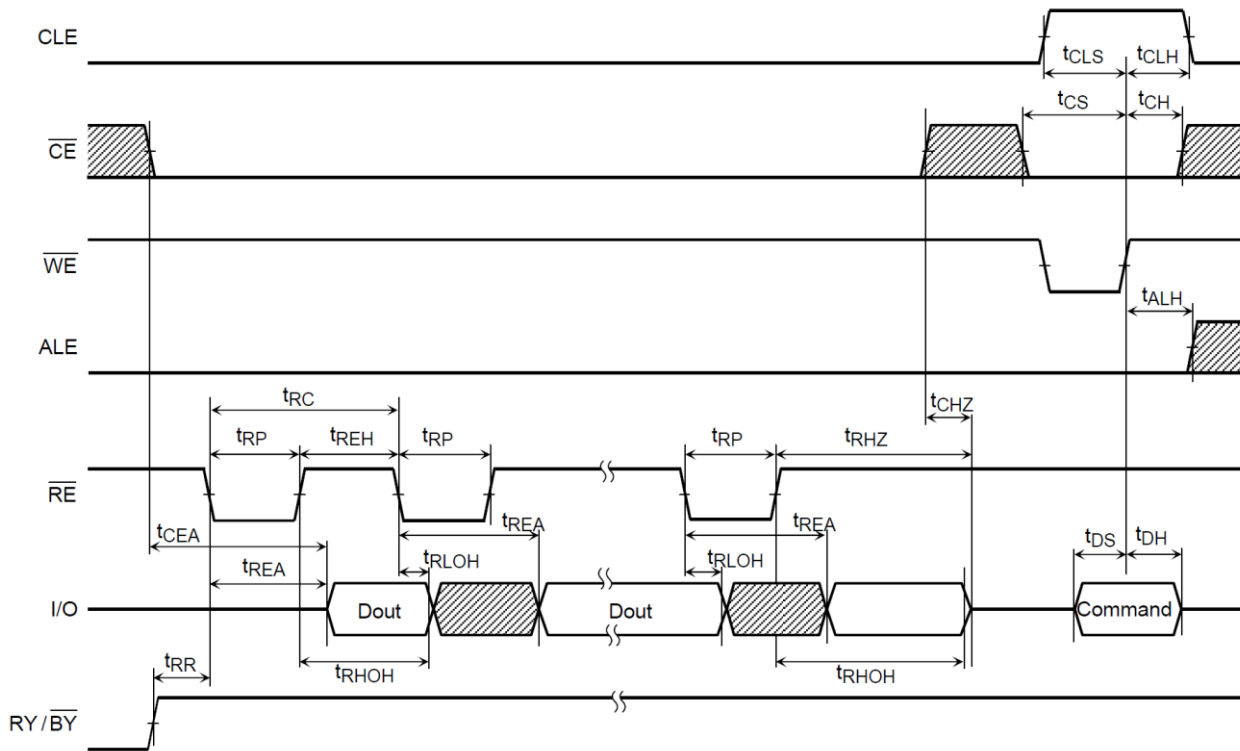 CLE
tCLS tCLH
tCS tCH
CE
WE
tALH
ALE
tRC
tCHZ
tRP tREH tRP tRP tRHZ
RE
tCEA tREA tREA tDS tDH
tREA tRLOH tRLOH
I/O Dout Dout Command
tRR tRHOH tRHOH
RY/BY